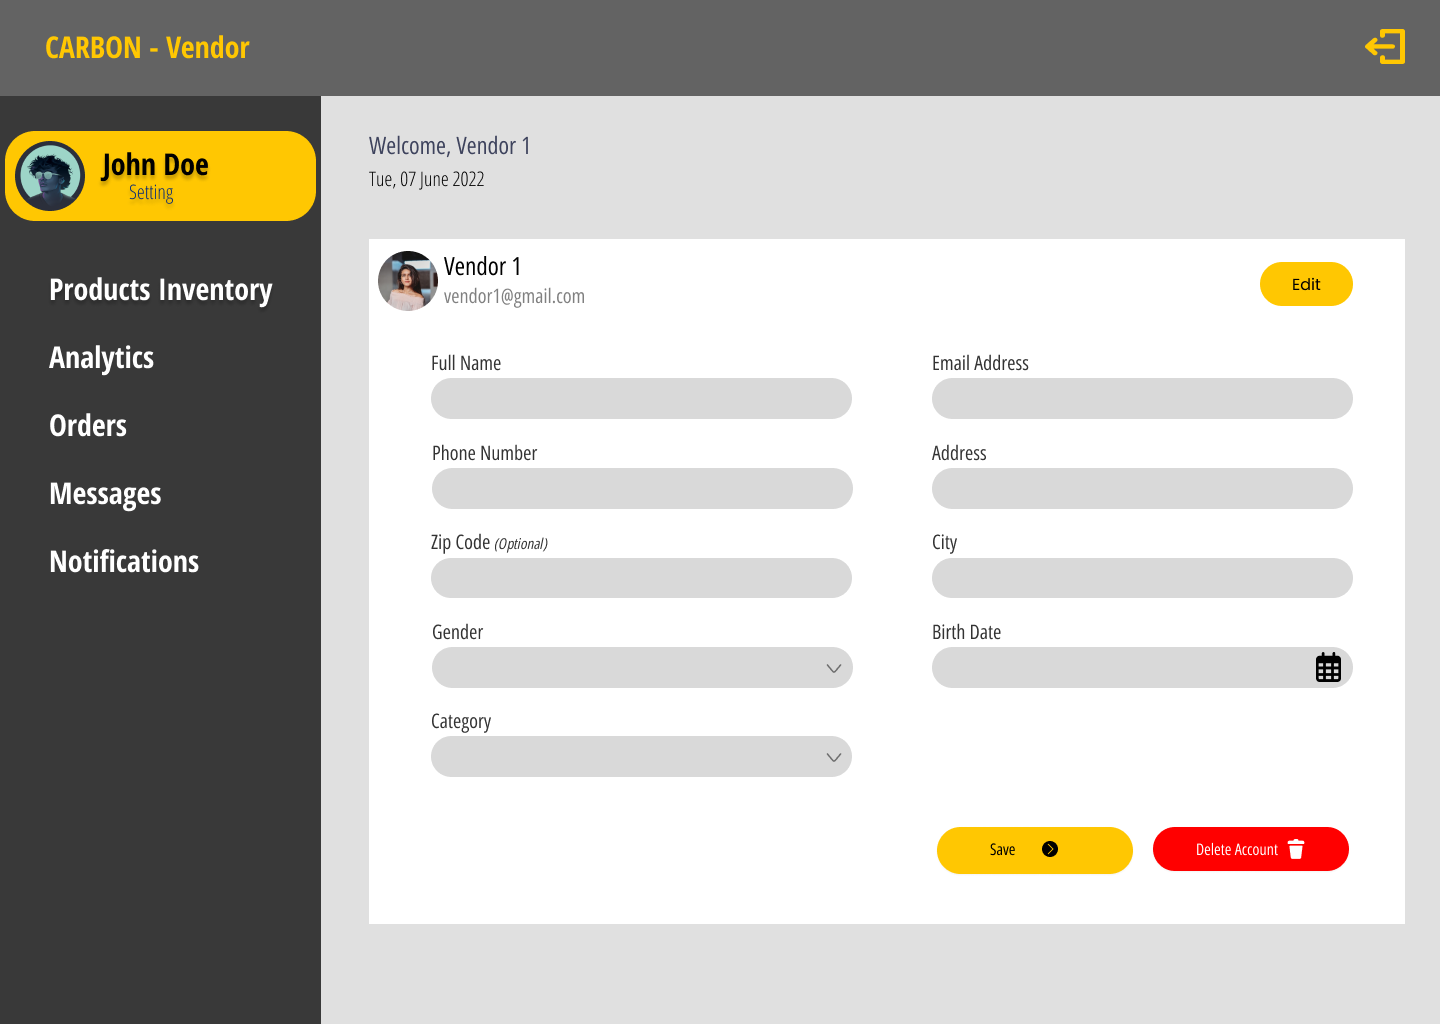 CARBON - Vendor
John Doe
Setting
Products Inventory
Analytics
Orders
Messages
Notifications
Welcome, Vendor 1
Tue, 07 June 2022
Vendor 1
vendor1@gmail.com
Edit
Full Name
Email Address
Phone Number
Address
Zip Code (Optional)
City
Gender
Birth Date
Category
Save
Delete Account